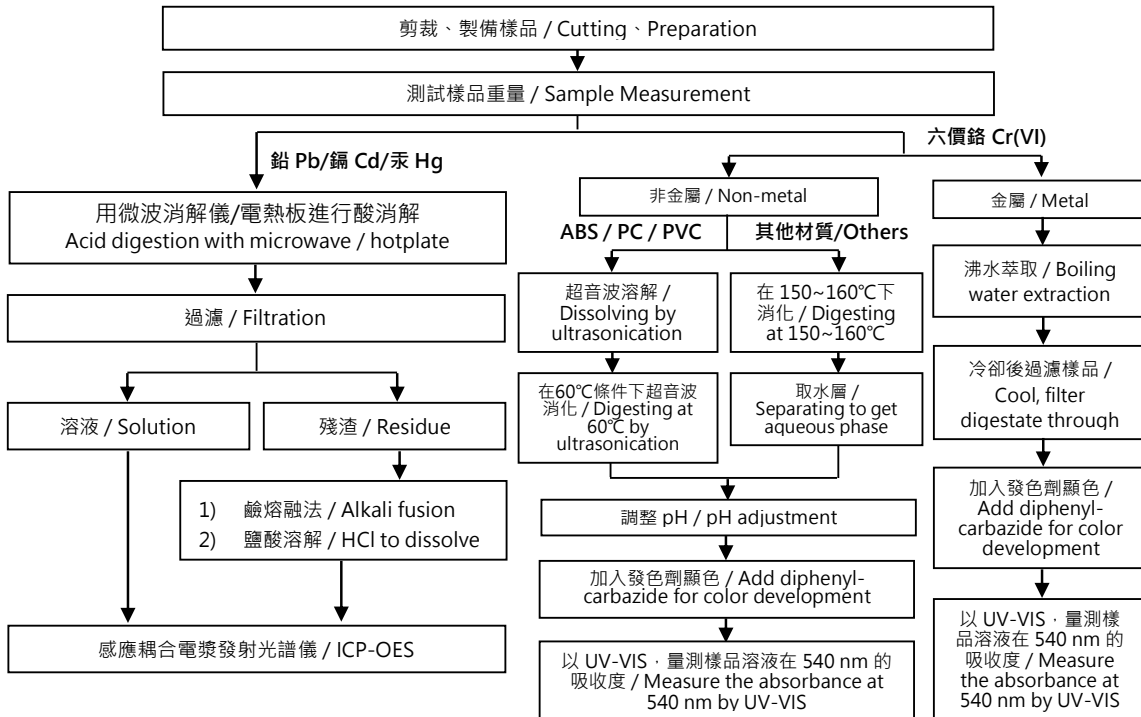 剪裁、製備樣品 / Cutting、Preparation
測試樣品重量 / Sample Measurement
鉛 Pb/鎘 Cd/汞 Hg
六價鉻 Cr(VI)
用微波消解儀/電熱板進行酸消解
Acid digestion with microwave / hotplate
過濾 / Filtration
溶液 / Solution
殘渣 / Residue
1) 鹼熔融法 / Alkali fusion
2) 鹽酸溶解 / HCl to dissolve
感應耦合電漿發射光譜儀 / ICP-OES
非金屬 / Non-metal
ABS / PC / PVC
其他材質/Others
超音波溶解 /
Dissolving by
ultrasonication
在60℃條件下超音波
消化 / Digesting at
60℃ by
ultrasonication
在 150~160℃下
消化 / Digesting
at 150~160℃
取水層 /
Separating to get
aqueous phase
調整 pH / pH adjustment
加入發色劑顯色 / Add diphenyl-
carbazide for color development
以 UV-VIS，量測樣品溶液在 540 nm 的
吸收度 / Measure the absorbance at
540 nm by UV-VIS
金屬 / Metal
沸水萃取 / Boiling
water extraction
冷卻後過濾樣品 /
Cool, filter
digestate through
加入發色劑顯色 /
Add diphenyl-
carbazide for color
development
以 UV-VIS，量測樣
品溶液在 540 nm 的
吸收度 / Measure
the absorbance at
540 nm by UV-VIS